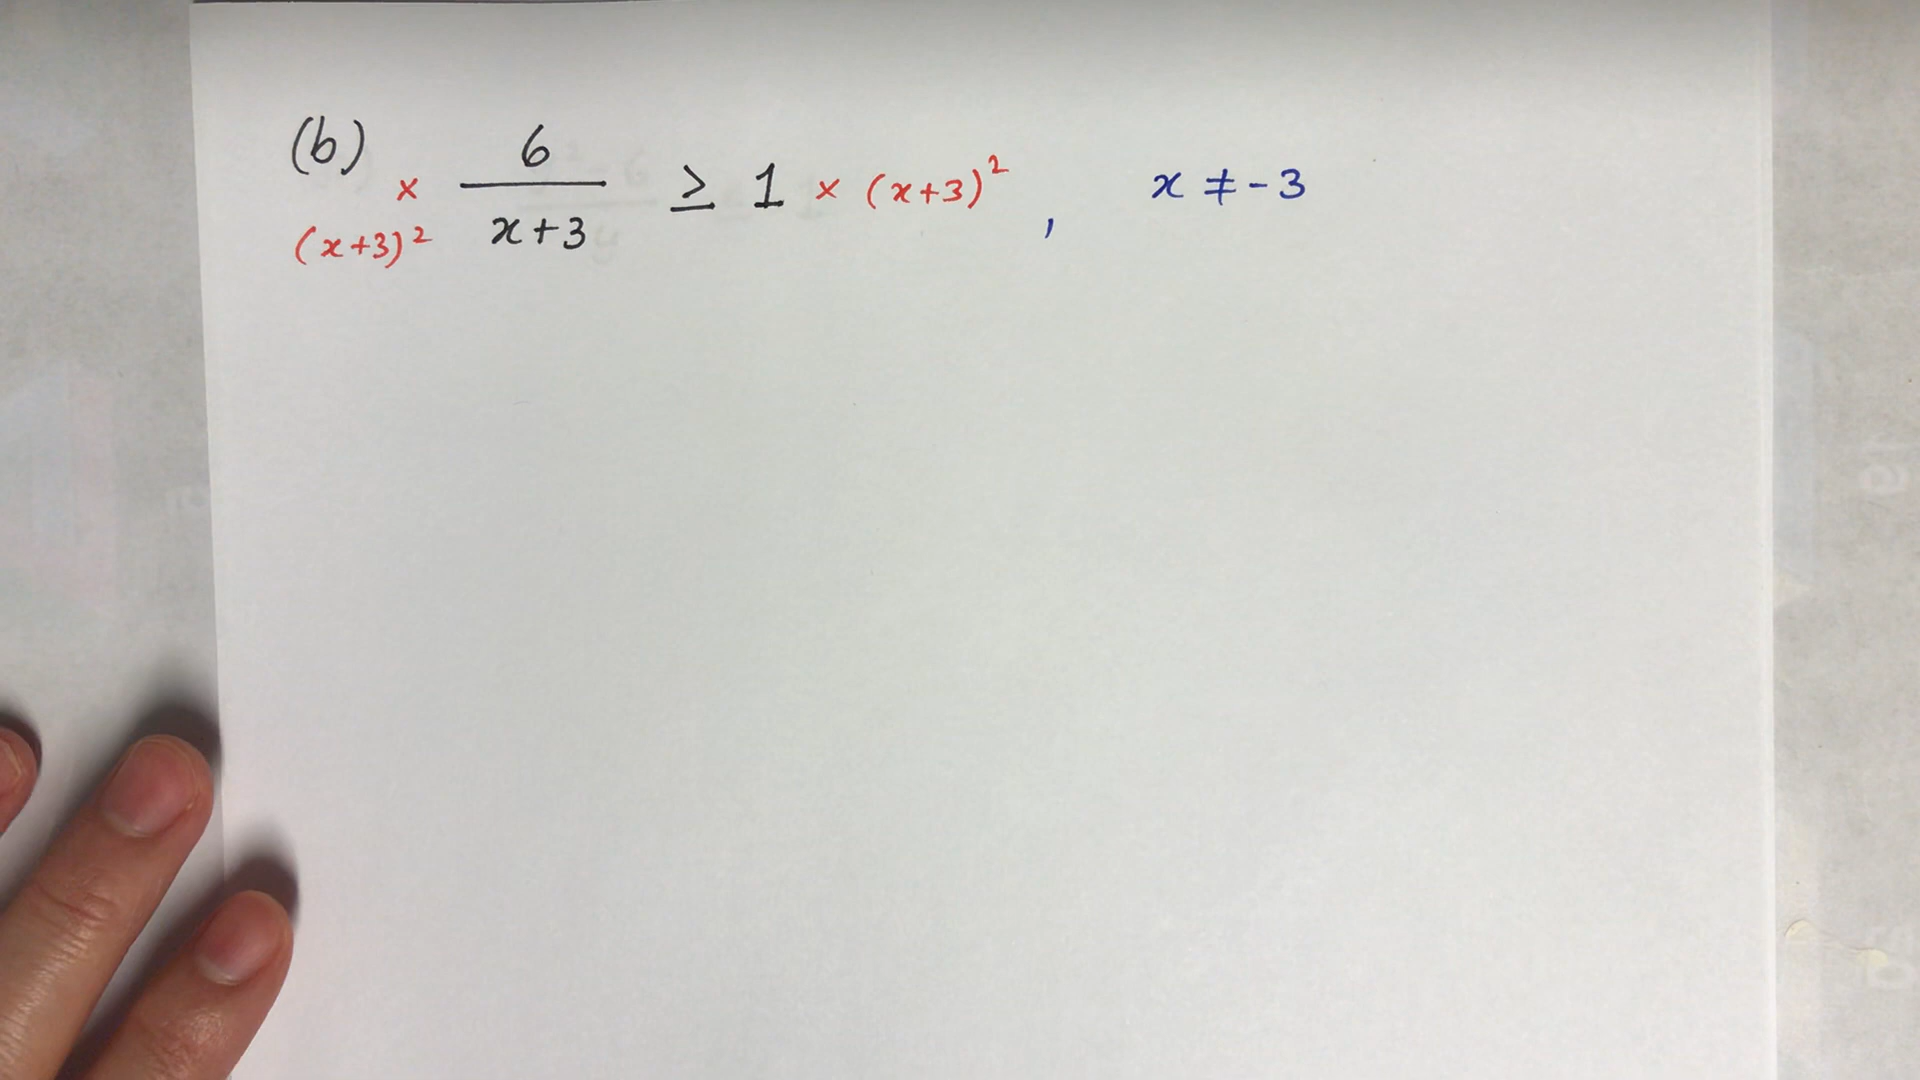 (b) (x+3)² × 6/(x+3) ≥ 1 × (x+3)² , x ≠ -3